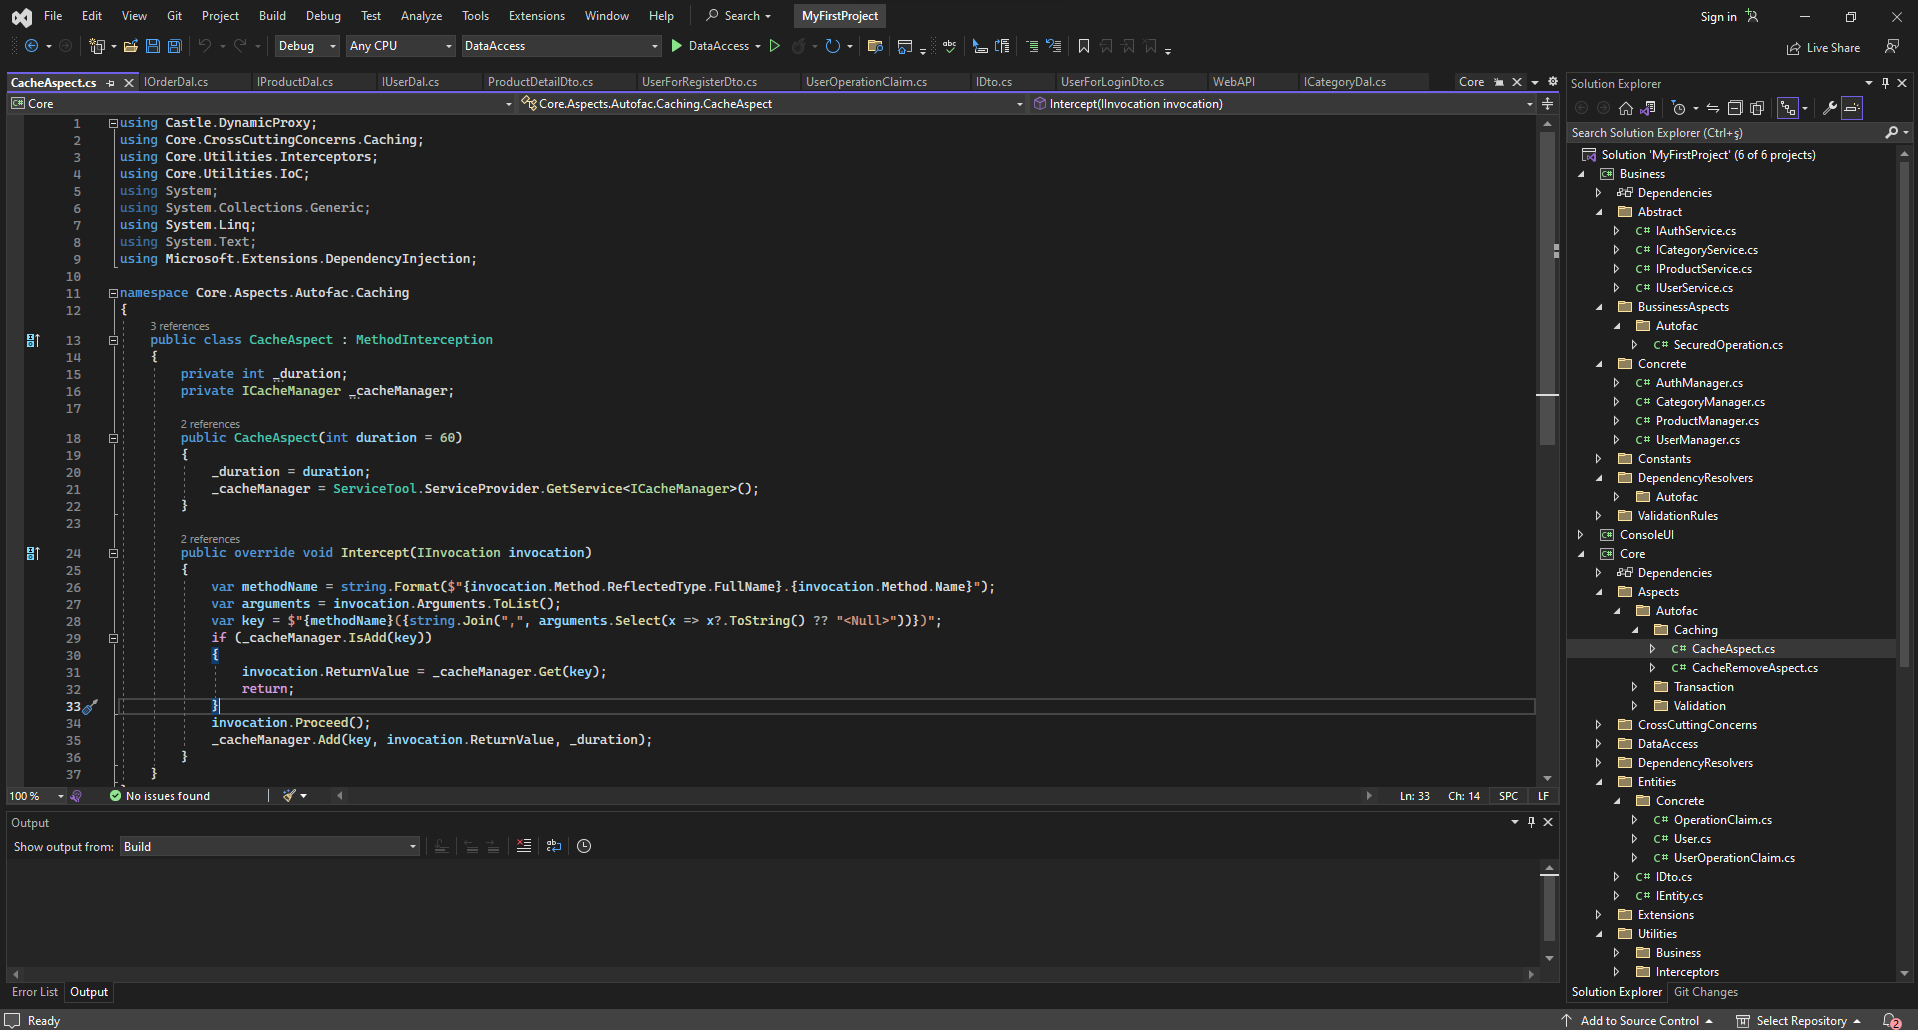 File Edit View Git Project Build Debug Test Analyze Tools Extensions Window Help Search MyFirstProject Sign in
Debug Any CPU DataAccess DataAccess Live Share
CacheAspect.cs IOrderDal.cs IProductDal.cs IUserDal.cs ProductDetailDto.cs UserForRegisterDto.cs UserOperationClaim.cs IDto.cs UserForLoginDto.cs WebAPI ICategoryDal.cs Core
Core Core.Aspects.Autofac.Caching.CacheAspect Intercept(IInvocation invocation)
1 using Castle.DynamicProxy;
2 using Core.CrossCuttingConcerns.Caching;
3 using Core.Utilities.Interceptors;
4 using Core.Utilities.IoC;
5 using System;
6 using System.Collections.Generic;
7 using System.Linq;
8 using System.Text;
9 using Microsoft.Extensions.DependencyInjection;
10
11 namespace Core.Aspects.Autofac.Caching
12 {
3 references
13 public class CacheAspect : MethodInterception
14 {
15 private int _duration;
16 private ICacheManager _cacheManager;
17
2 references
18 public CacheAspect(int duration = 60)
19 {
20 _duration = duration;
21 _cacheManager = ServiceTool.ServiceProvider.GetService<ICacheManager>();
22 }
23
2 references
24 public override void Intercept(IInvocation invocation)
25 {
26 var methodName = string.Format($"{invocation.Method.ReflectedType.FullName}.{invocation.Method.Name}");
27 var arguments = invocation.Arguments.ToList();
28 var key = $"{methodName}({string.Join(",", arguments.Select(x => x?.ToString() ?? "<Null>"))})";
29 if (_cacheManager.IsAdd(key))
30 {
31 invocation.ReturnValue = _cacheManager.Get(key);
32 return;
33 }
34 invocation.Proceed();
35 _cacheManager.Add(key, invocation.ReturnValue, _duration);
36 }
37 }
100 % No issues found Ln: 33 Ch: 14 SPC LF
Output
Show output from: Build
Error List Output
Solution Explorer
Search Solution Explorer (Ctrl+ş)
Solution 'MyFirstProject' (6 of 6 projects)
Business
Dependencies
Abstract
C# IAuthService.cs
C# ICategoryService.cs
C# IProductService.cs
C# IUserService.cs
BussinessAspects
Autofac
C# SecuredOperation.cs
Concrete
C# AuthManager.cs
C# CategoryManager.cs
C# ProductManager.cs
C# UserManager.cs
Constants
DependencyResolvers
Autofac
ValidationRules
ConsoleUI
Core
Dependencies
Aspects
Autofac
Caching
C# CacheAspect.cs
C# CacheRemoveAspect.cs
Transaction
Validation
CrossCuttingConcerns
DataAccess
DependencyResolvers
Entities
Concrete
C# OperationClaim.cs
C# User.cs
C# UserOperationClaim.cs
C# IDto.cs
C# IEntity.cs
Extensions
Utilities
Business
Interceptors
Solution Explorer Git Changes
Ready Add to Source Control Select Repository 2